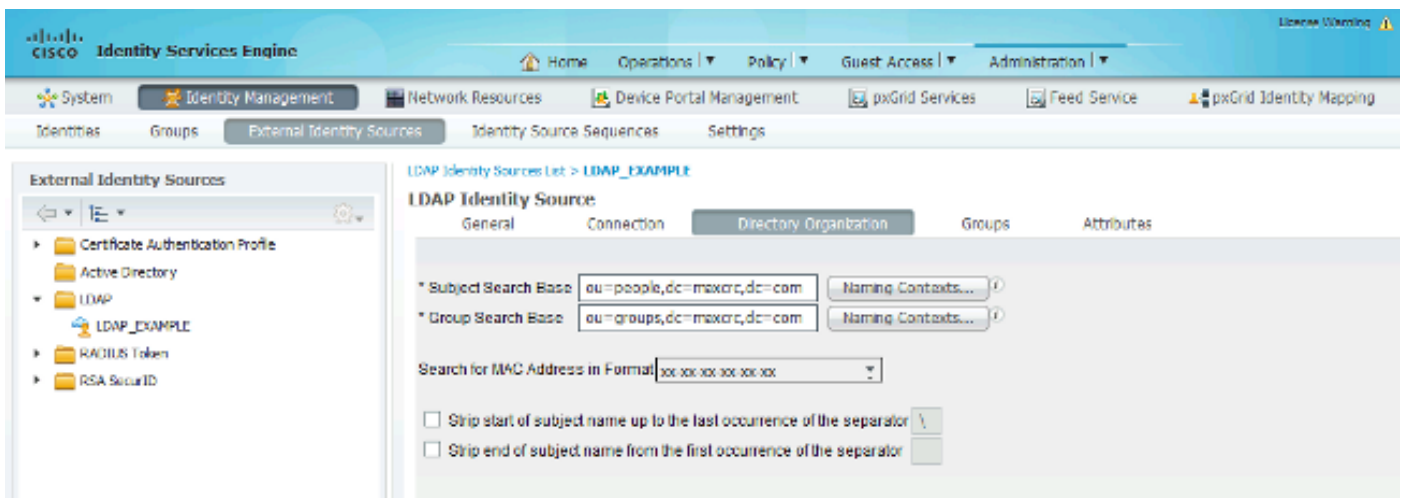 License Warning
CISCO Identity Services Engine
Home Operations Policy Guest Access Administration
System Identity Management Network Resources Device Portal Management pxGrid Services Feed Service pxGrid Identity Mapping
Identities Groups External Identity Sources Identity Source Sequences Settings
External Identity Sources
Certificate Authentication Profile
Active Directory
LDAP
LDAP_EXAMPLE
RADIUS Token
RSA SecurID
LDAP Identity Sources List > LDAP_EXAMPLE
LDAP Identity Source
General Connection Directory Organization Groups Attributes
* Subject Search Base ou=people,dc=maxcrc,dc=com Naming Contexts... i
* Group Search Base ou=groups,dc=maxcrc,dc=com Naming Contexts... i
Search for MAC Address in Format xx-xx-xx-xx-xx-xx
Strip start of subject name up to the last occurrence of the separator \
Strip end of subject name from the first occurrence of the separator